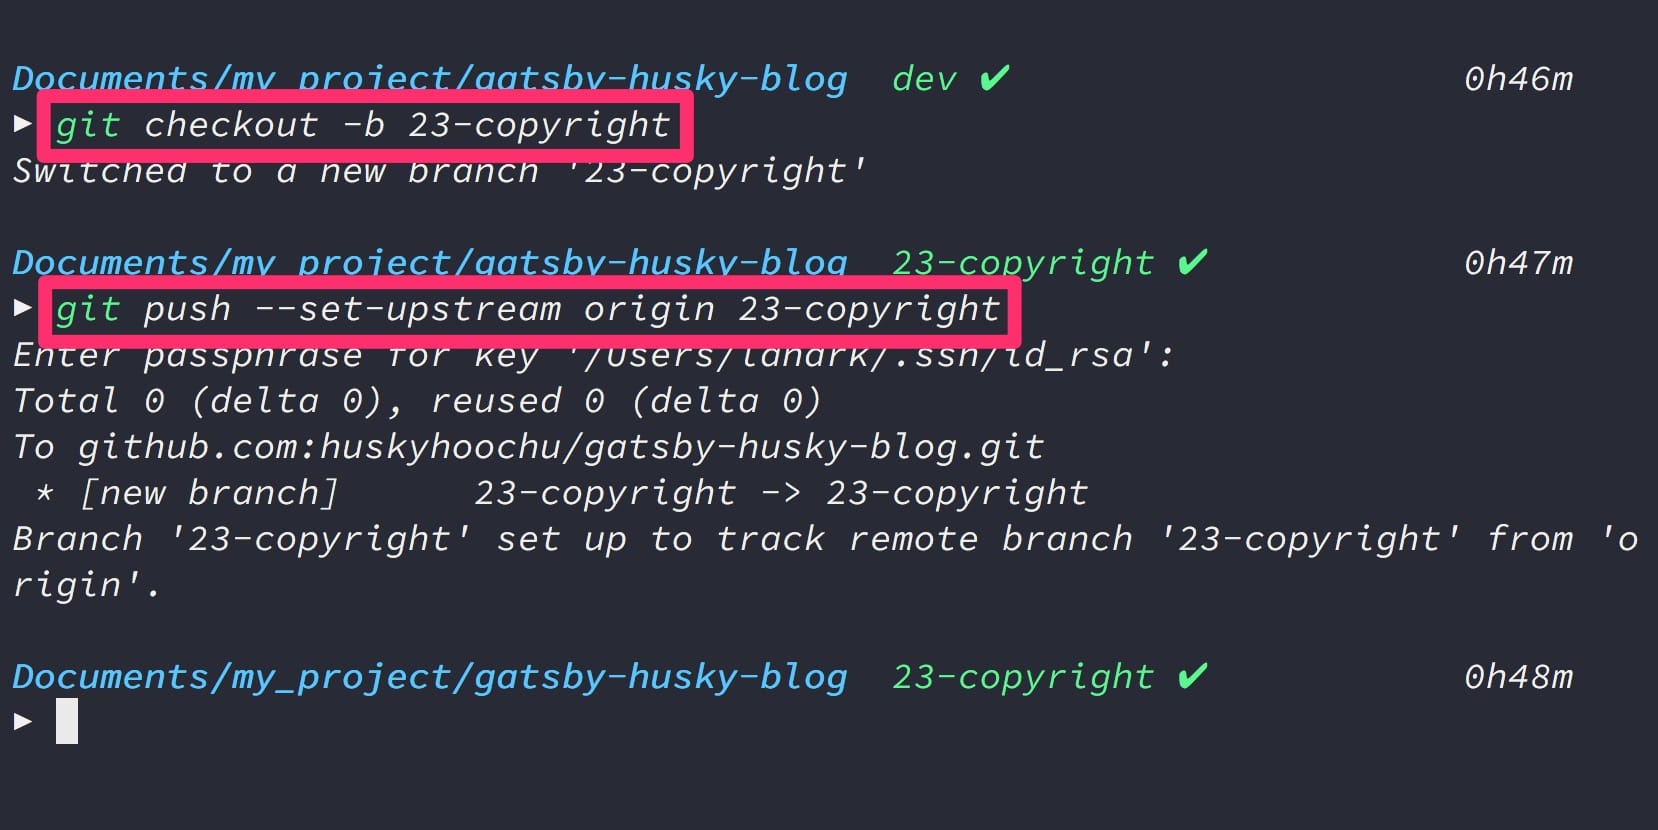 Documents/my_project/gatsby-husky-blog dev ✔ 0h46m
▶ git checkout -b 23-copyright
Switched to a new branch '23-copyright'
Documents/my_project/gatsby-husky-blog 23-copyright ✔ 0h47m
▶ git push --set-upstream origin 23-copyright
Enter passphrase for key '/Users/lanark/.ssh/id_rsa':
Total 0 (delta 0), reused 0 (delta 0)
To github.com:huskyhoochu/gatsby-husky-blog.git
* [new branch] 23-copyright -> 23-copyright
Branch '23-copyright' set up to track remote branch '23-copyright' from 'o
rigin'.
Documents/my_project/gatsby-husky-blog 23-copyright ✔ 0h48m
▶